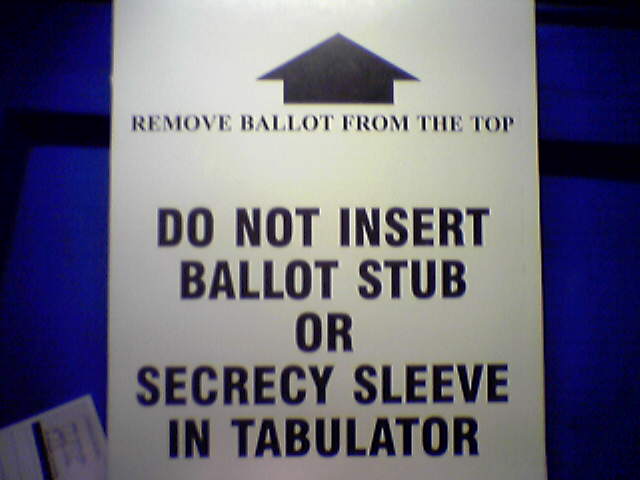 REMOVE BALLOT FROM THE TOP
DO NOT INSERT
BALLOT STUB
OR
SECRECY SLEEVE
IN TABULATOR